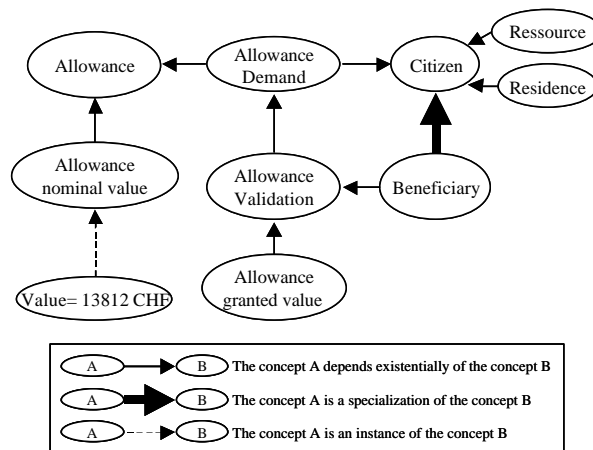 Ressource
Allowance
Allowance
Demand
Citizen
Residence
Allowance
nominal value
Allowance
Validation
Beneficiary
Value= 13812 CHF
Allowance
granted value
A B The concept A depends existentially of the concept B
A B The concept A is a specialization of the concept B
A B The concept A is an instance of the concept B